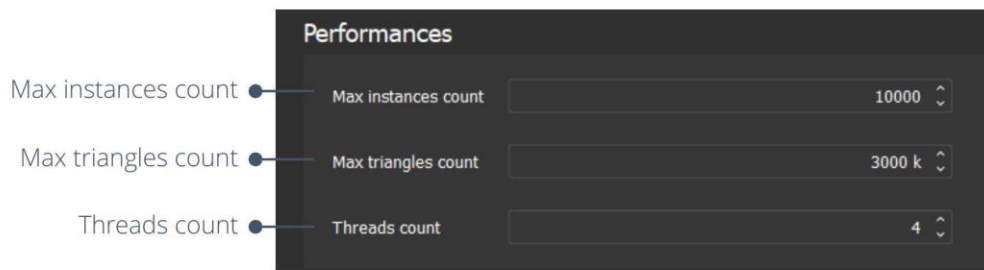 Performances
Max instances count Max instances count 10000
Max triangles count Max triangles count 3000 k
Threads count Threads count 4